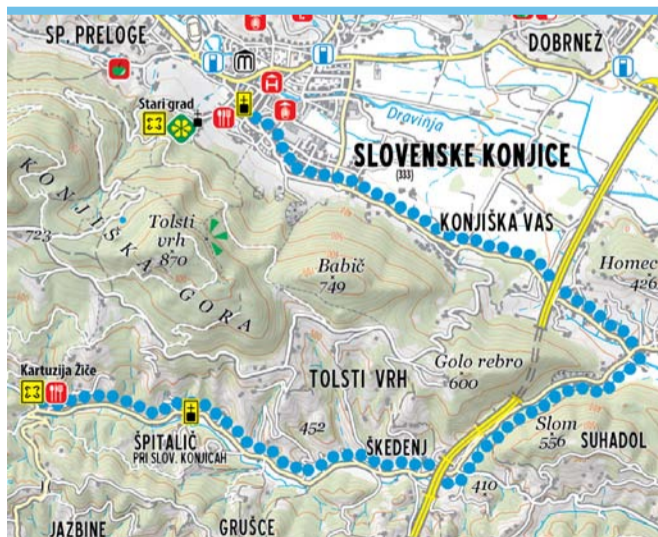 SP. PRELOGE
DOBRNEŽ
Stari grad
Dravinja
SLOVENSKE KONJICE
(333)
KONJIŠKA GORA
KONJIŠKA VAS
Tolsti
vrh
870
723
Babič
749
Homec
426
Golo rebro
600
Kartuzija Žiče
TOLSTI VRH
452
ŠPITALIČ
PRI SLOV. KONJICAH
ŠKEDENJ
Slom
556
SUHADOL
410
JAZBINE
GRUŠCE